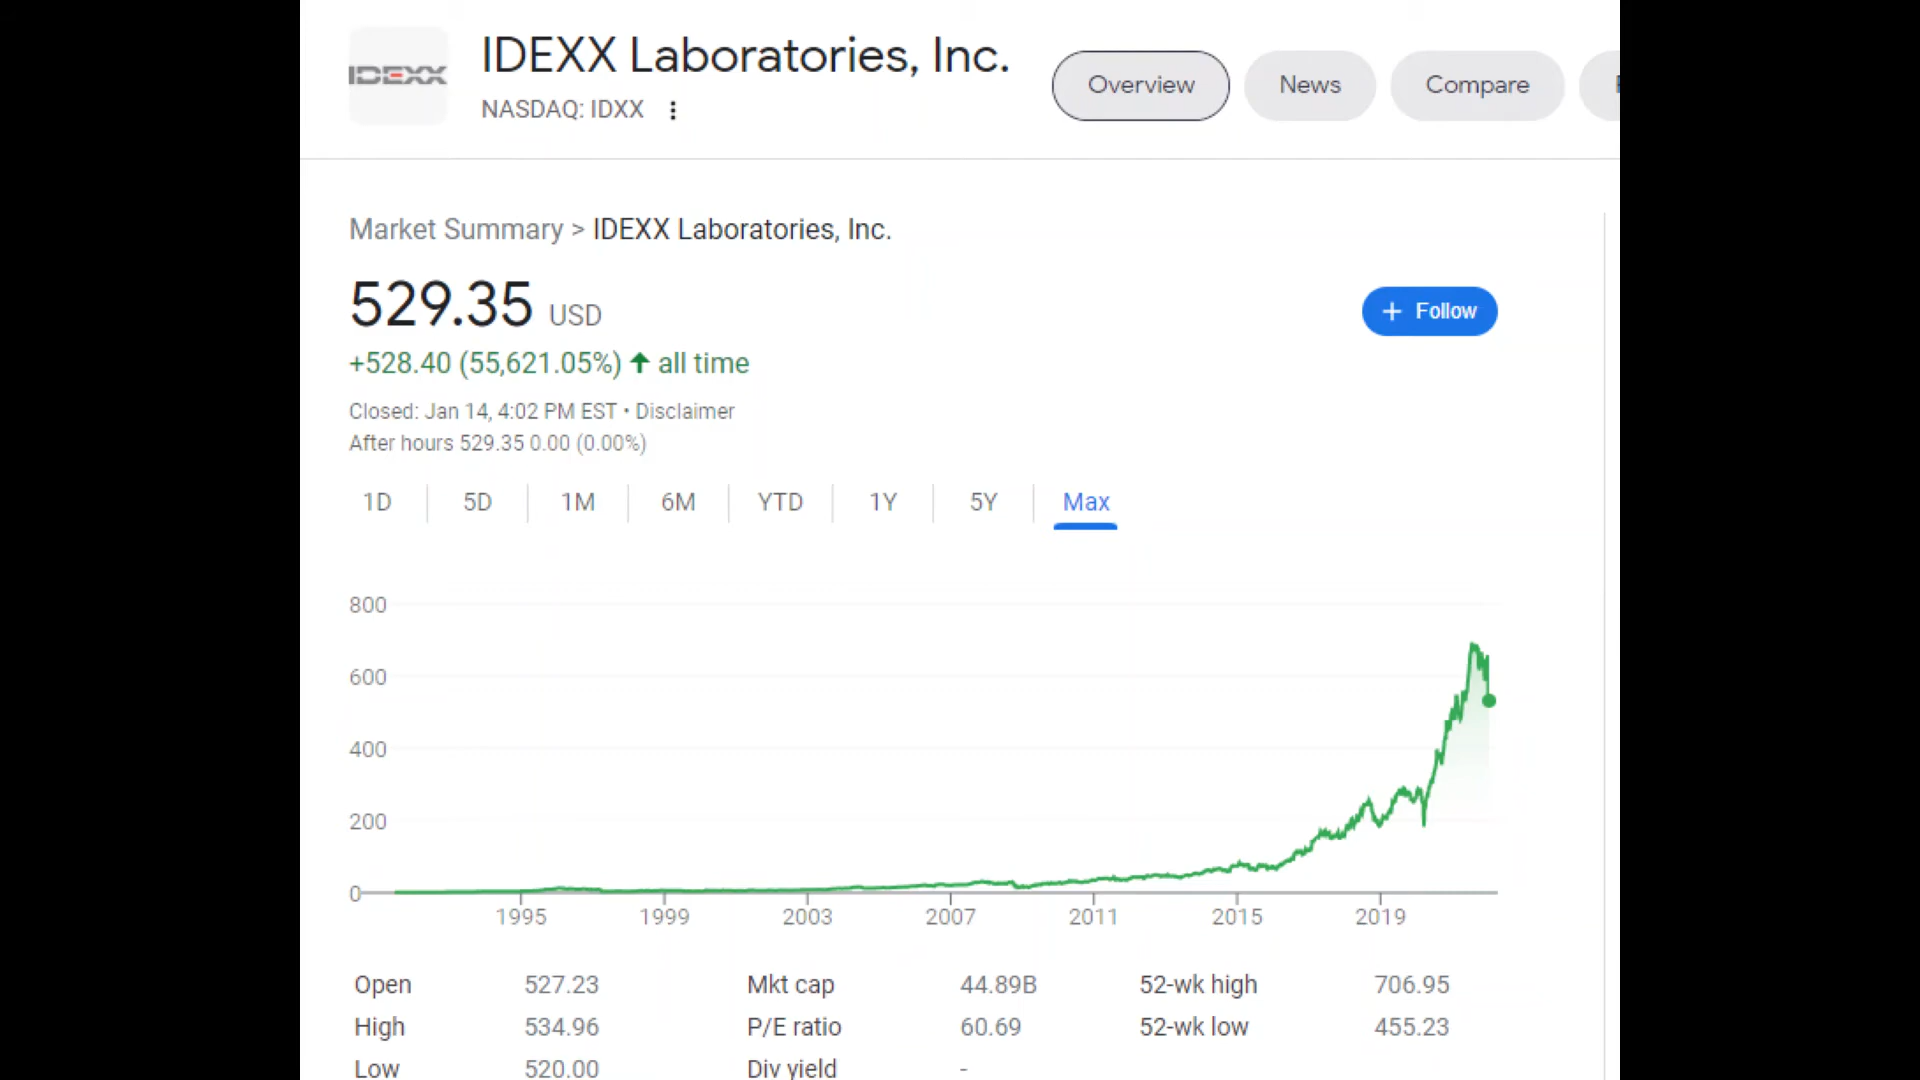 IDEXX
IDEXX Laboratories, Inc.
NASDAQ: IDXX
Overview
News
Compare
Market Summary > IDEXX Laboratories, Inc.
529.35 USD
+ Follow
+528.40 (55,621.05%) ↑ all time
Closed: Jan 14, 4:02 PM EST • Disclaimer
After hours 529.35 0.00 (0.00%)
1D 5D 1M 6M YTD 1Y 5Y Max
800
600
400
200
0
1995 1999 2003 2007 2011 2015 2019
Open 527.23 Mkt cap 44.89B 52-wk high 706.95
High 534.96 P/E ratio 60.69 52-wk low 455.23
Low 520.00 Div yield -